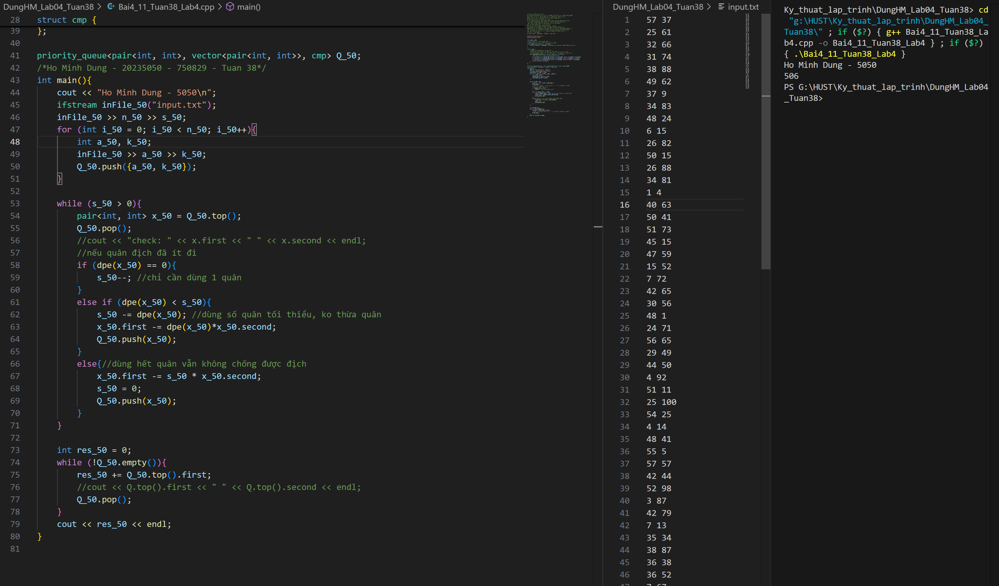 DungHM_Lab04_Tuan38 > Bai4_11_Tuan38_Lab4.cpp > main()
28 struct cmp {
39 };
40
41 priority_queue<pair<int, int>, vector<pair<int, int>>, cmp> Q_50;
42 /*Ho Minh Dung - 20235050 - 750829 - Tuan 38*/
43 int main(){
44 cout << "Ho Minh Dung - 5050\n";
45 ifstream inFile_50("input.txt");
46 inFile_50 >> n_50 >> s_50;
47 for (int i_50 = 0; i_50 < n_50; i_50++){
48 int a_50, k_50;
49 inFile_50 >> a_50 >> k_50;
50 Q_50.push({a_50, k_50});
51 }
52
53 while (s_50 > 0){
54 pair<int, int> x_50 = Q_50.top();
55 Q_50.pop();
56 //cout << "check: " << x.first << " " << x.second << endl;
57 //nếu quân địch đã ít đi
58 if (dpe(x_50) == 0){
59 s_50--; //chỉ cần dùng 1 quân
60 }
61 else if (dpe(x_50) < s_50){
62 s_50 -= dpe(x_50); //dùng số quân tối thiểu, ko thừa quân
63 x_50.first -= dpe(x_50)*x_50.second;
64 Q_50.push(x_50);
65 }
66 else{//dùng hết quân vẫn không chống được địch
67 x_50.first -= s_50 * x_50.second;
68 s_50 = 0;
69 Q_50.push(x_50);
70 }
71 }
72
73 int res_50 = 0;
74 while (!Q_50.empty()){
75 res_50 += Q_50.top().first;
76 //cout << Q.top().first << " " << Q.top().second << endl;
77 Q_50.pop();
78 }
79 cout << res_50 << endl;
80 }
81
DungHM_Lab04_Tuan38 > input.txt
1 57 37
2 25 61
3 32 66
4 31 74
5 38 88
6 49 62
7 37 9
8 34 83
9 48 24
10 6 15
11 26 82
12 50 15
13 26 88
14 34 81
15 1 4
16 40 63
17 50 41
18 51 73
19 45 15
20 47 59
21 15 52
22 7 72
23 42 65
24 30 56
25 48 1
26 24 71
27 56 65
28 29 49
29 44 50
30 4 92
31 51 11
32 25 100
33 54 25
34 4 14
35 48 41
36 55 5
37 57 57
38 42 44
39 52 98
40 3 87
41 42 79
42 7 13
43 35 34
44 38 87
45 36 38
46 36 52
47 7 67
Ky_thuat_lap_trinh\DungHM_Lab04_Tuan38> cd
"g:\HUST\Ky_thuat_lap_trinh\DungHM_Lab04_
Tuan38\" ; if ($?) { g++ Bai4_11_Tuan38_La
b4.cpp -o Bai4_11_Tuan38_Lab4 } ; if ($?)
{ .\Bai4_11_Tuan38_Lab4 }
Ho Minh Dung - 5050
506
PS G:\HUST\Ky_thuat_lap_trinh\DungHM_Lab04
_Tuan38>